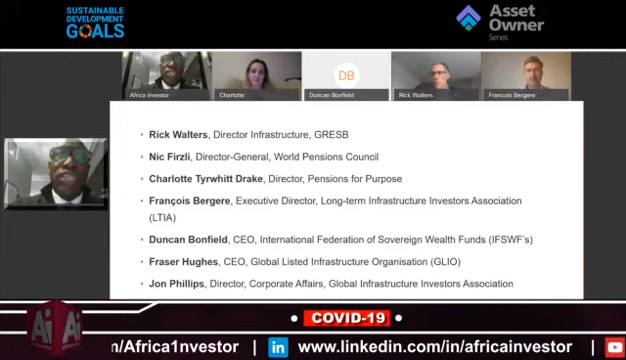 SUSTAINABLE
DEVELOPMENT
GOALS
Asset
Owner
Series
Africa Investor
Charlotte
DB
Duncan Bonfield
Rick Walters
Francois Bergere
• Rick Walters, Director Infrastructure, GRESB
• Nic Firzli, Director-General, World Pensions Council
• Charlotte Tyrwhitt Drake, Director, Pensions for Purpose
• François Bergere, Executive Director, Long-term Infrastructure Investors Association
(LTIA)
• Duncan Bonfield, CEO, International Federation of Sovereign Wealth Funds (IFSWF's)
• Fraser Hughes, CEO, Global Listed Infrastructure Organisation (GLIO)
• Jon Phillips, Director, Corporate Affairs, Global Infrastructure Investors Association
• COVID-19 •
Ai Ai
m/Africa1nvestor | in www.linkedin.com/in/africainvestor |